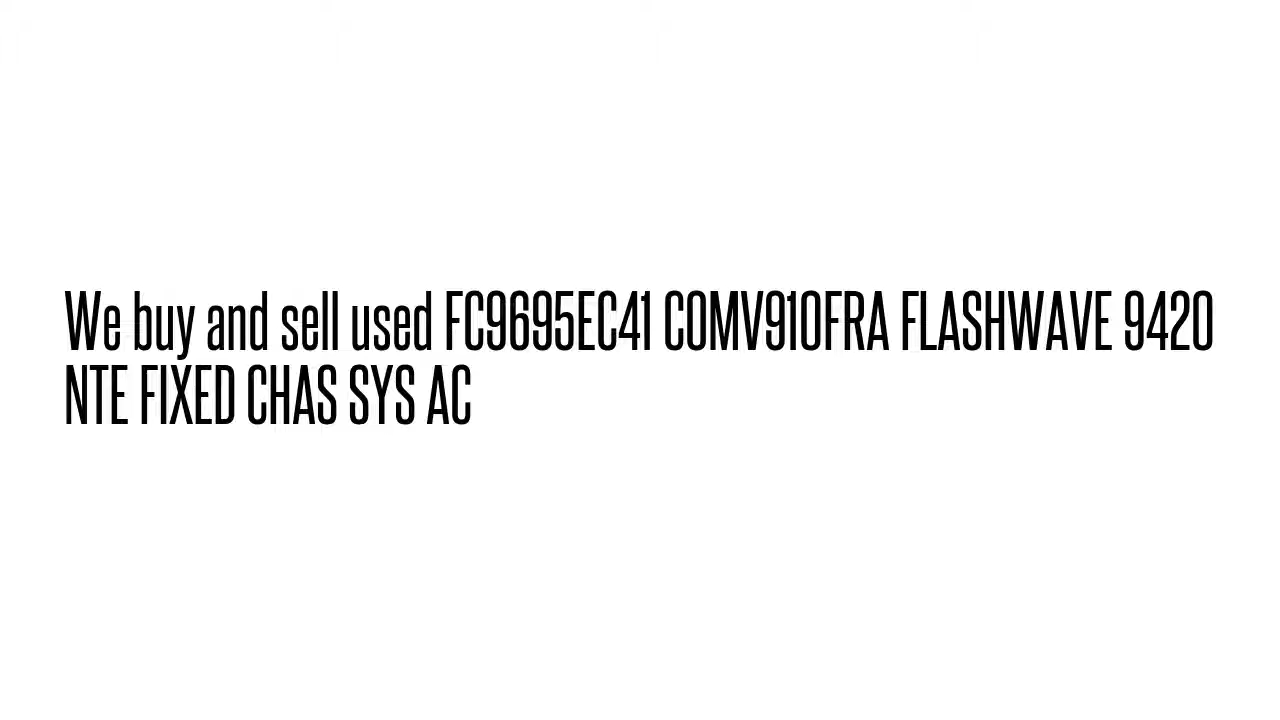 We buy and sell used FC9695EC41 COMV910FRA FLASHWAVE 9420
NTE FIXED CHAS SYS AC